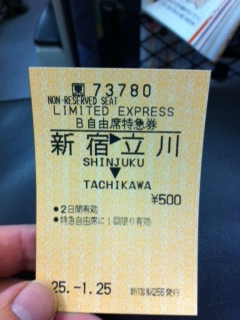 東 73780
NON-RESERVED SEAT
LIMITED EXPRESS
B自由席特急券
新宿▶立川
SHINJUKU
▼
TACHIKAWA
¥500
●2日間有効
●特急自由席に1回限り有効
25.-1.25 新宿駅255発行